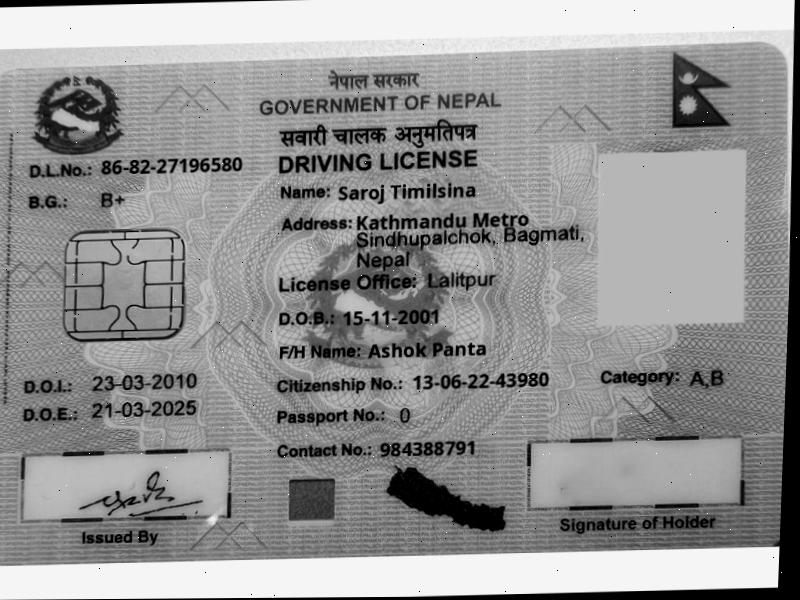 नेपाल सरकार
GOVERNMENT OF NEPAL
सवारी चालक अनुमतिपत्र
DRIVING LICENSE
D.L.No.: 86-82-27196580
B.G.: B+
Name: Saroj Timilsina
Address: Kathmandu Metro
Sindhupalchok, Bagmati,
Nepal
License Office: Lalitpur
D.O.B.: 15-11-2001
F/H Name: Ashok Panta
D.O.I.: 23-03-2010
Citizenship No.: 13-06-22-43980
Category: A,B
D.O.E.: 21-03-2025
Passport No.: 0
Contact No.: 984388791
Issued By
Signature of Holder